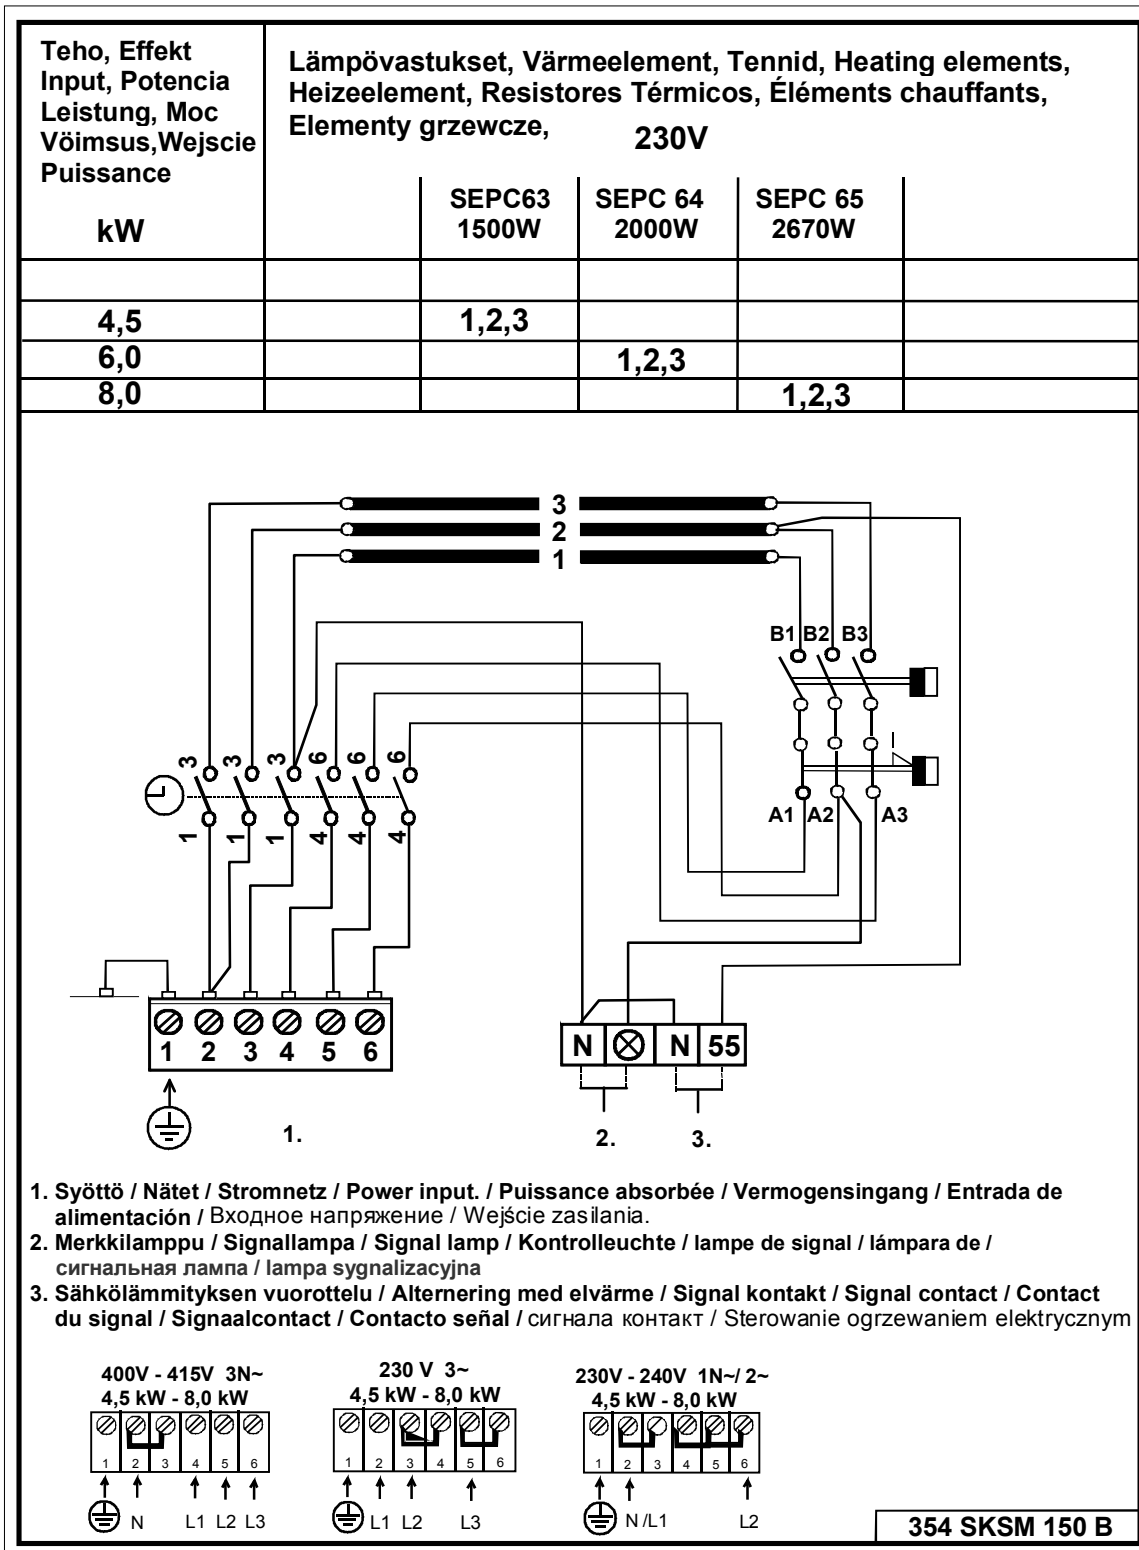 Teho, Effekt
Input, Potencia
Leistung, Moc
Vöimsus,Wejscie
Puissance
kW
Lämpövastukset, Värmeelement, Tennid, Heating elements,
Heizeelement, Resistores Térmicos, Éléments chauffants,
Elementy grzewcze, 230V
SEPC63 SEPC 64 SEPC 65
1500W 2000W 2670W
4,5 1,2,3
6,0 1,2,3
8,0 1,2,3
3
2
1
B1 B2 B3
3 3 3 6 6 6
1 1 1 4 4 4
A1 A2 A3
N N 55
1 2 3 4 5 6
1. 2. 3.
1. Syöttö / Nätet / Stromnetz / Power input. / Puissance absorbée / Vermogensingang / Entrada de
alimentación / Входное напряжение / Wejście zasilania.
2. Merkkilamppu / Signallampa / Signal lamp / Kontrolleuchte / lampe de signal / lámpara de /
сигнальная лампа / lampa sygnalizacyjna
3. Sähkölämmityksen vuorottelu / Alternering med elvärme / Signal kontakt / Signal contact / Contact
du signal / Signaalcontact / Contacto señal / сигнала контакт / Sterowanie ogrzewaniem elektrycznym
400V - 415V 3N~
4,5 kW - 8,0 kW
1 2 3 4 5 6
N L1 L2 L3
230 V 3~
4,5 kW - 8,0 kW
1 2 3 4 5 6
L1 L2 L3
230V - 240V 1N~/ 2~
4,5 kW - 8,0 kW
1 2 3 4 5 6
N /L1 L2
354 SKSM 150 B